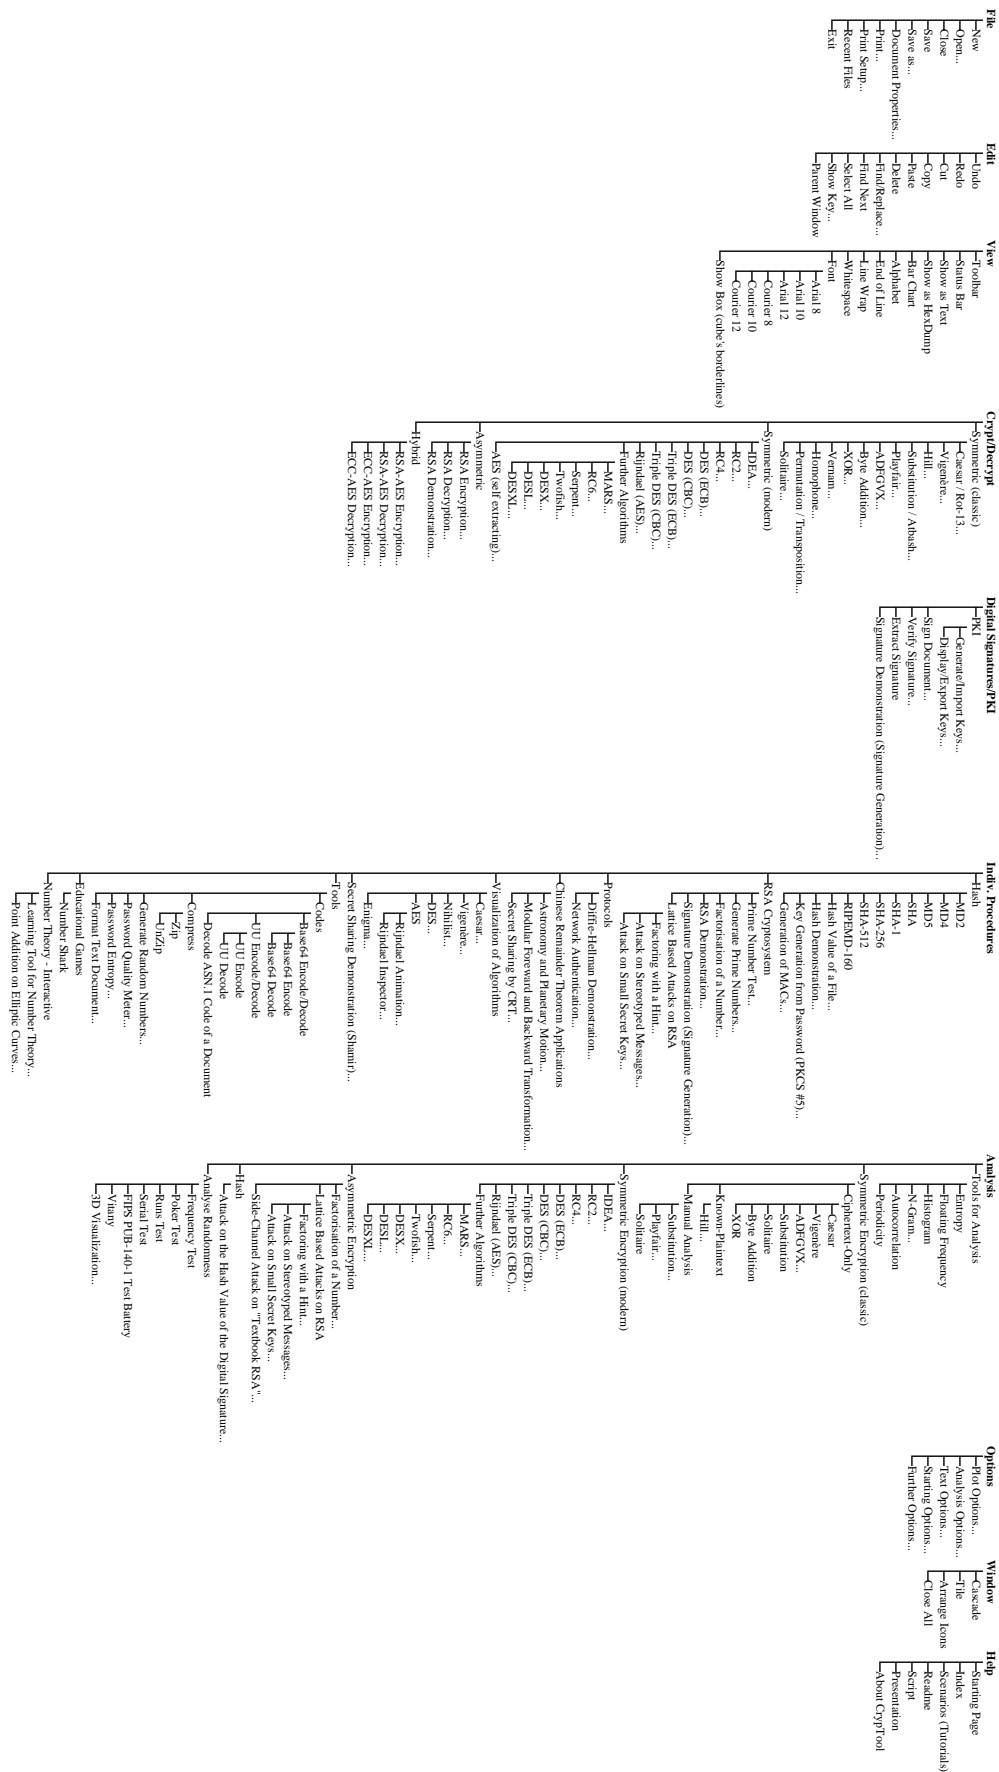 File
New
Open...
Close
Save
Save as...
Document Properties...
Print...
Print Setup...
Recent Files
Exit
Edit
Undo
Redo
Cut
Copy
Paste
Delete
Find/Replace...
Find Next
Select All
Show Key...
Parent Window
View
Toolbar
Status Bar
Show as Text
Show as HexDump
Bar Chart
Alphabet
End of Line
Line Wrap
Whitespace
Font
Arial 8
Arial 10
Arial 12
Courier 8
Courier 10
Courier 12
Show Box (cube's borderlines)
Crypt/Decrypt
Symmetric (classic)
Caesar / Rot-13...
Vigenère...
Hill...
Substitution / Atbash...
Playfair...
ADFGVX...
Byte Addition...
XOR...
Vernam...
Homophone...
Permutation / Transposition...
Solitaire...
Symmetric (modern)
IDEA...
RC2...
RC4...
DES (ECB)...
DES (CBC)...
Triple DES (ECB)...
Triple DES (CBC)...
Rijndael (AES)...
Further Algorithms
MARS...
RC6...
Serpent...
Twofish...
DESX...
DESL...
DESXL...
AES (self extracting)...
Asymmetric
RSA Encryption...
RSA Decryption...
RSA Demonstration...
Hybrid
RSA-AES Encryption...
RSA-AES Decryption...
ECC-AES Encryption...
ECC-AES Decryption...
Digital Signatures/PKI
PKI
Generate/Import Keys...
Display/Export Keys...
Sign Document...
Verify Signature...
Extract Signature
Signature Demonstration (Signature Generation)...
Indiv. Procedures
Hash
MD2
MD4
MD5
SHA
SHA-1
SHA-256
SHA-512
RIPEMD-160
Hash Value of a File...
Hash Demonstration...
Key Generation from Password (PKCS #5)...
Generation of MACs...
RSA Cryptosystem
Prime Number Test...
Generate Prime Numbers...
Factorisation of a Number...
RSA Demonstration...
Signature Demonstration (Signature Generation)...
Lattice Based Attacks on RSA
Factoring with a Hint...
Attack on Stereotyped Messages...
Attack on Small Secret Keys...
Protocols
Diffie-Hellman Demonstration...
Network Authentication...
Chinese Remainder Theorem Applications
Astronomy and Planetary Motion...
Modular Foreward and Backward Transformation...
Secret Sharing by CRT...
Visualization of Algorithms
Caesar...
Vigenère...
Nihilist...
DES...
AES
Rijndael Animation...
Rijndael Inspector...
Enigma...
Secret Sharing Demonstration (Shamir)...
Tools
Codes
Base64 Encode/Decode
Base64 Encode
Base64 Decode
UU Encode/Decode
UU Encode
UU Decode
Decode ASN.1 Code of a Document
Compress
Zip
UnZip
Generate Random Numbers...
Password Quality Meter...
Password Entropy...
Format Text Document...
Educational Games
Number Shark
Number Theory - Interactive
Learning Tool for Number Theory...
Point Addition on Elliptic Curves...
Analysis
Tools for Analysis
Entropy
Floating Frequency
Histogram
N-Gram...
Autocorrelation
Periodicity
Symmetric Encryption (classic)
Ciphertext-Only
Caesar
Vigenère
ADFGVX...
Substitution
Solitaire
Byte Addition
XOR
Known-Plaintext
Hill...
Manual Analysis
Substitution...
Playfair...
Solitaire
Symmetric Encryption (modern)
IDEA...
RC2...
RC4...
DES (ECB)...
DES (CBC)...
Triple DES (ECB)...
Triple DES (CBC)...
Rijndael (AES)...
Further Algorithms
MARS...
RC6...
Serpent...
Twofish...
DESX...
DESL...
DESXL...
Asymmetric Encryption
Factorisation of a Number...
Lattice Based Attacks on RSA
Factoring with a Hint...
Attack on Stereotyped Messages...
Attack on Small Secret Keys...
Side-Channel Attack on "Textbook RSA"...
Hash
Attack on the Hash Value of the Digital Signature...
Analyse Randomness
Frequency Test
Poker Test
Runs Test
Serial Test
FIPS PUB-140-1 Test Battery
Vitany
3D Visualization...
Options
Plot Options...
Analysis Options...
Text Options...
Starting Options...
Further Options...
Window
Cascade
Tile
Arrange Icons
Close All
Help
Starting Page
Index
Scenarios (Tutorials)
Readme
Script
Presentation
About CrypTool